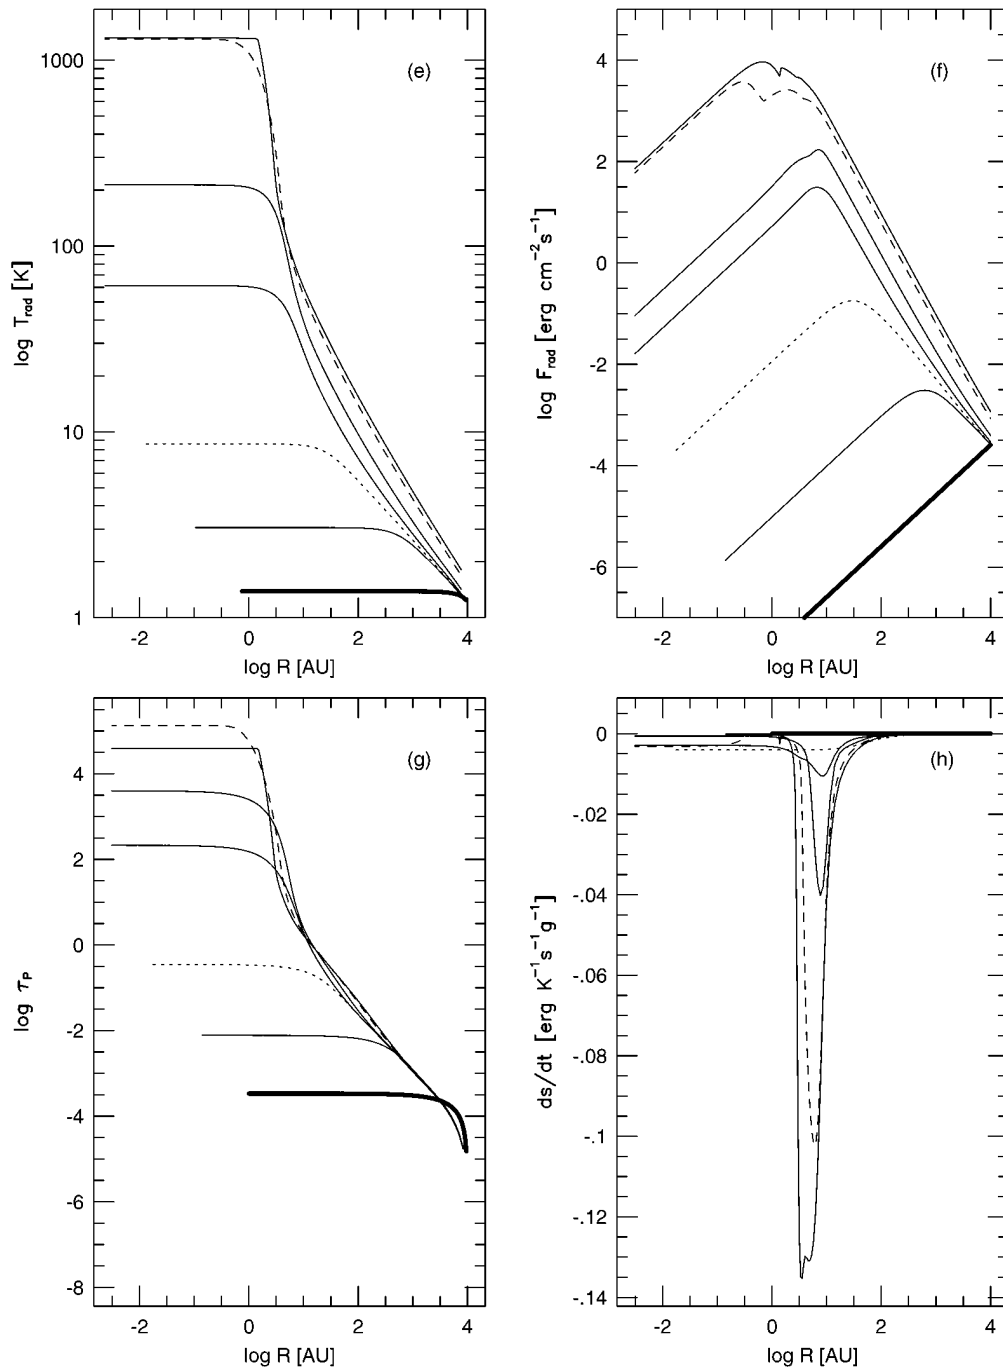 (e)
1000
100
10
1
log T_rad [K]
-2 0 2 4
log R [AU]
(f)
4
2
0
-2
-4
-6
log F_rad [erg cm^-2 s^-1]
-2 0 2 4
log R [AU]
(g)
4
2
0
-2
-4
-6
-8
log τ_P
-2 0 2 4
log R [AU]
(h)
0
-.02
-.04
-.06
-.08
-.1
-.12
-.14
ds/dt [erg K^-1 s^-1 g^-1]
-2 0 2 4
log R [AU]